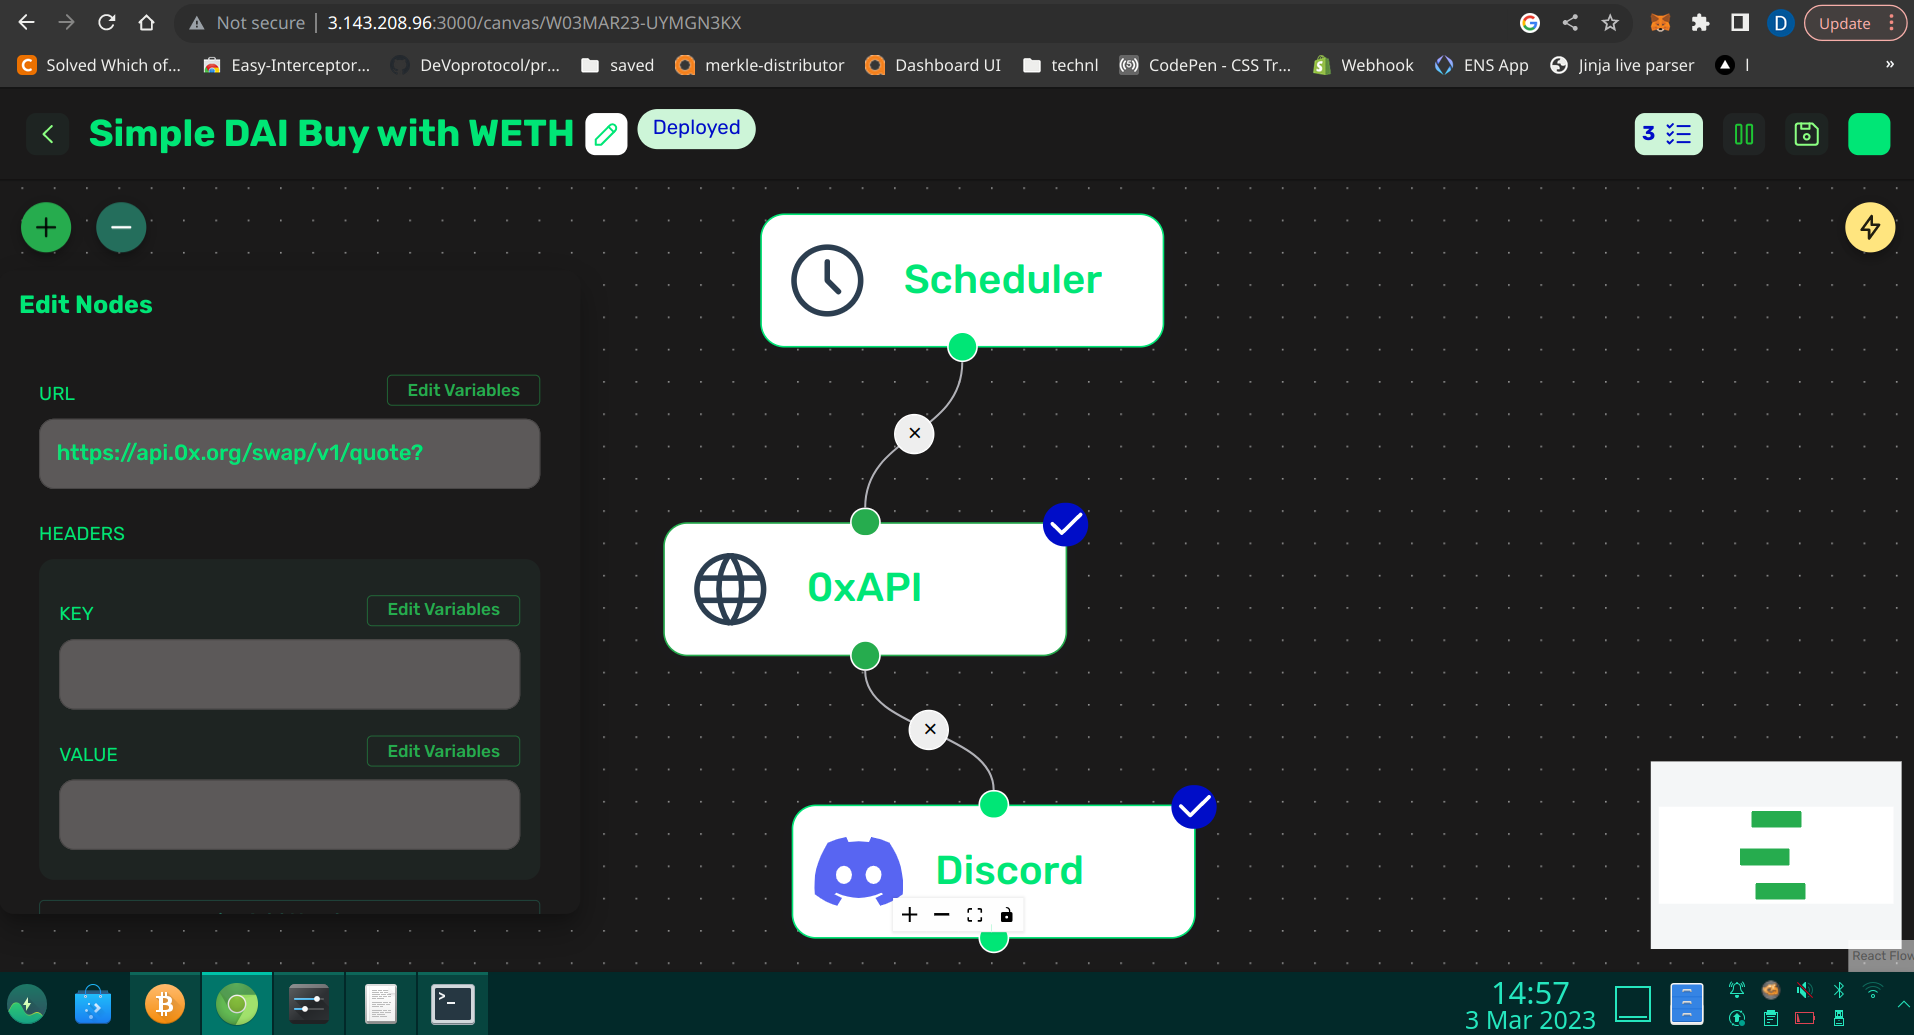 Not secure | 3.143.208.96:3000/canvas/W03MAR23-UYMGN3KX
D
Update
Solved Which of...
Easy-Interceptor...
DeVoprotocol/pr...
saved
merkle-distributor
Dashboard UI
technl
CodePen - CSS Tr...
Webhook
ENS App
Jinja live parser
l
»
Simple DAI Buy with WETH
Deployed
3
Scheduler
Edit Nodes
URL
Edit Variables
https://api.0x.org/swap/v1/quote?
HEADERS
KEY
Edit Variables
0xAPI
VALUE
Edit Variables
Discord
React Flow
14:57
3 Mar 2023